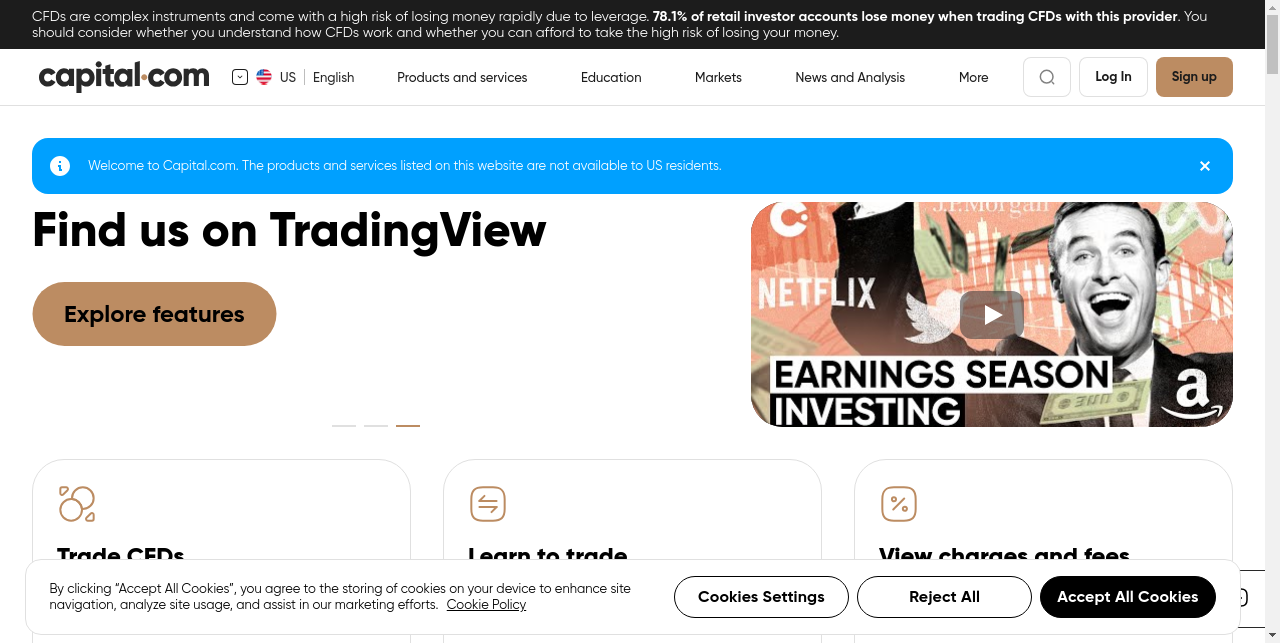 CFDs are complex instruments and come with a high risk of losing money rapidly due to leverage. 78.1% of retail investor accounts lose money when trading CFDs with this provider. You
should consider whether you understand how CFDs work and whether you can afford to take the high risk of losing your money.
capital.com
US
English
Products and services
Education
Markets
News and Analysis
More
Log In
Sign up
Welcome to Capital.com. The products and services listed on this website are not available to US residents.
Find us on TradingView
Explore features
J.P.Morgan
NETFLIX
EARNINGS SEASON
INVESTING
a
Trade CFDs
Learn to trade
View charges and fees
By clicking “Accept All Cookies”, you agree to the storing of cookies on your device to enhance site
navigation, analyze site usage, and assist in our marketing efforts. Cookie Policy
Cookies Settings
Reject All
Accept All Cookies